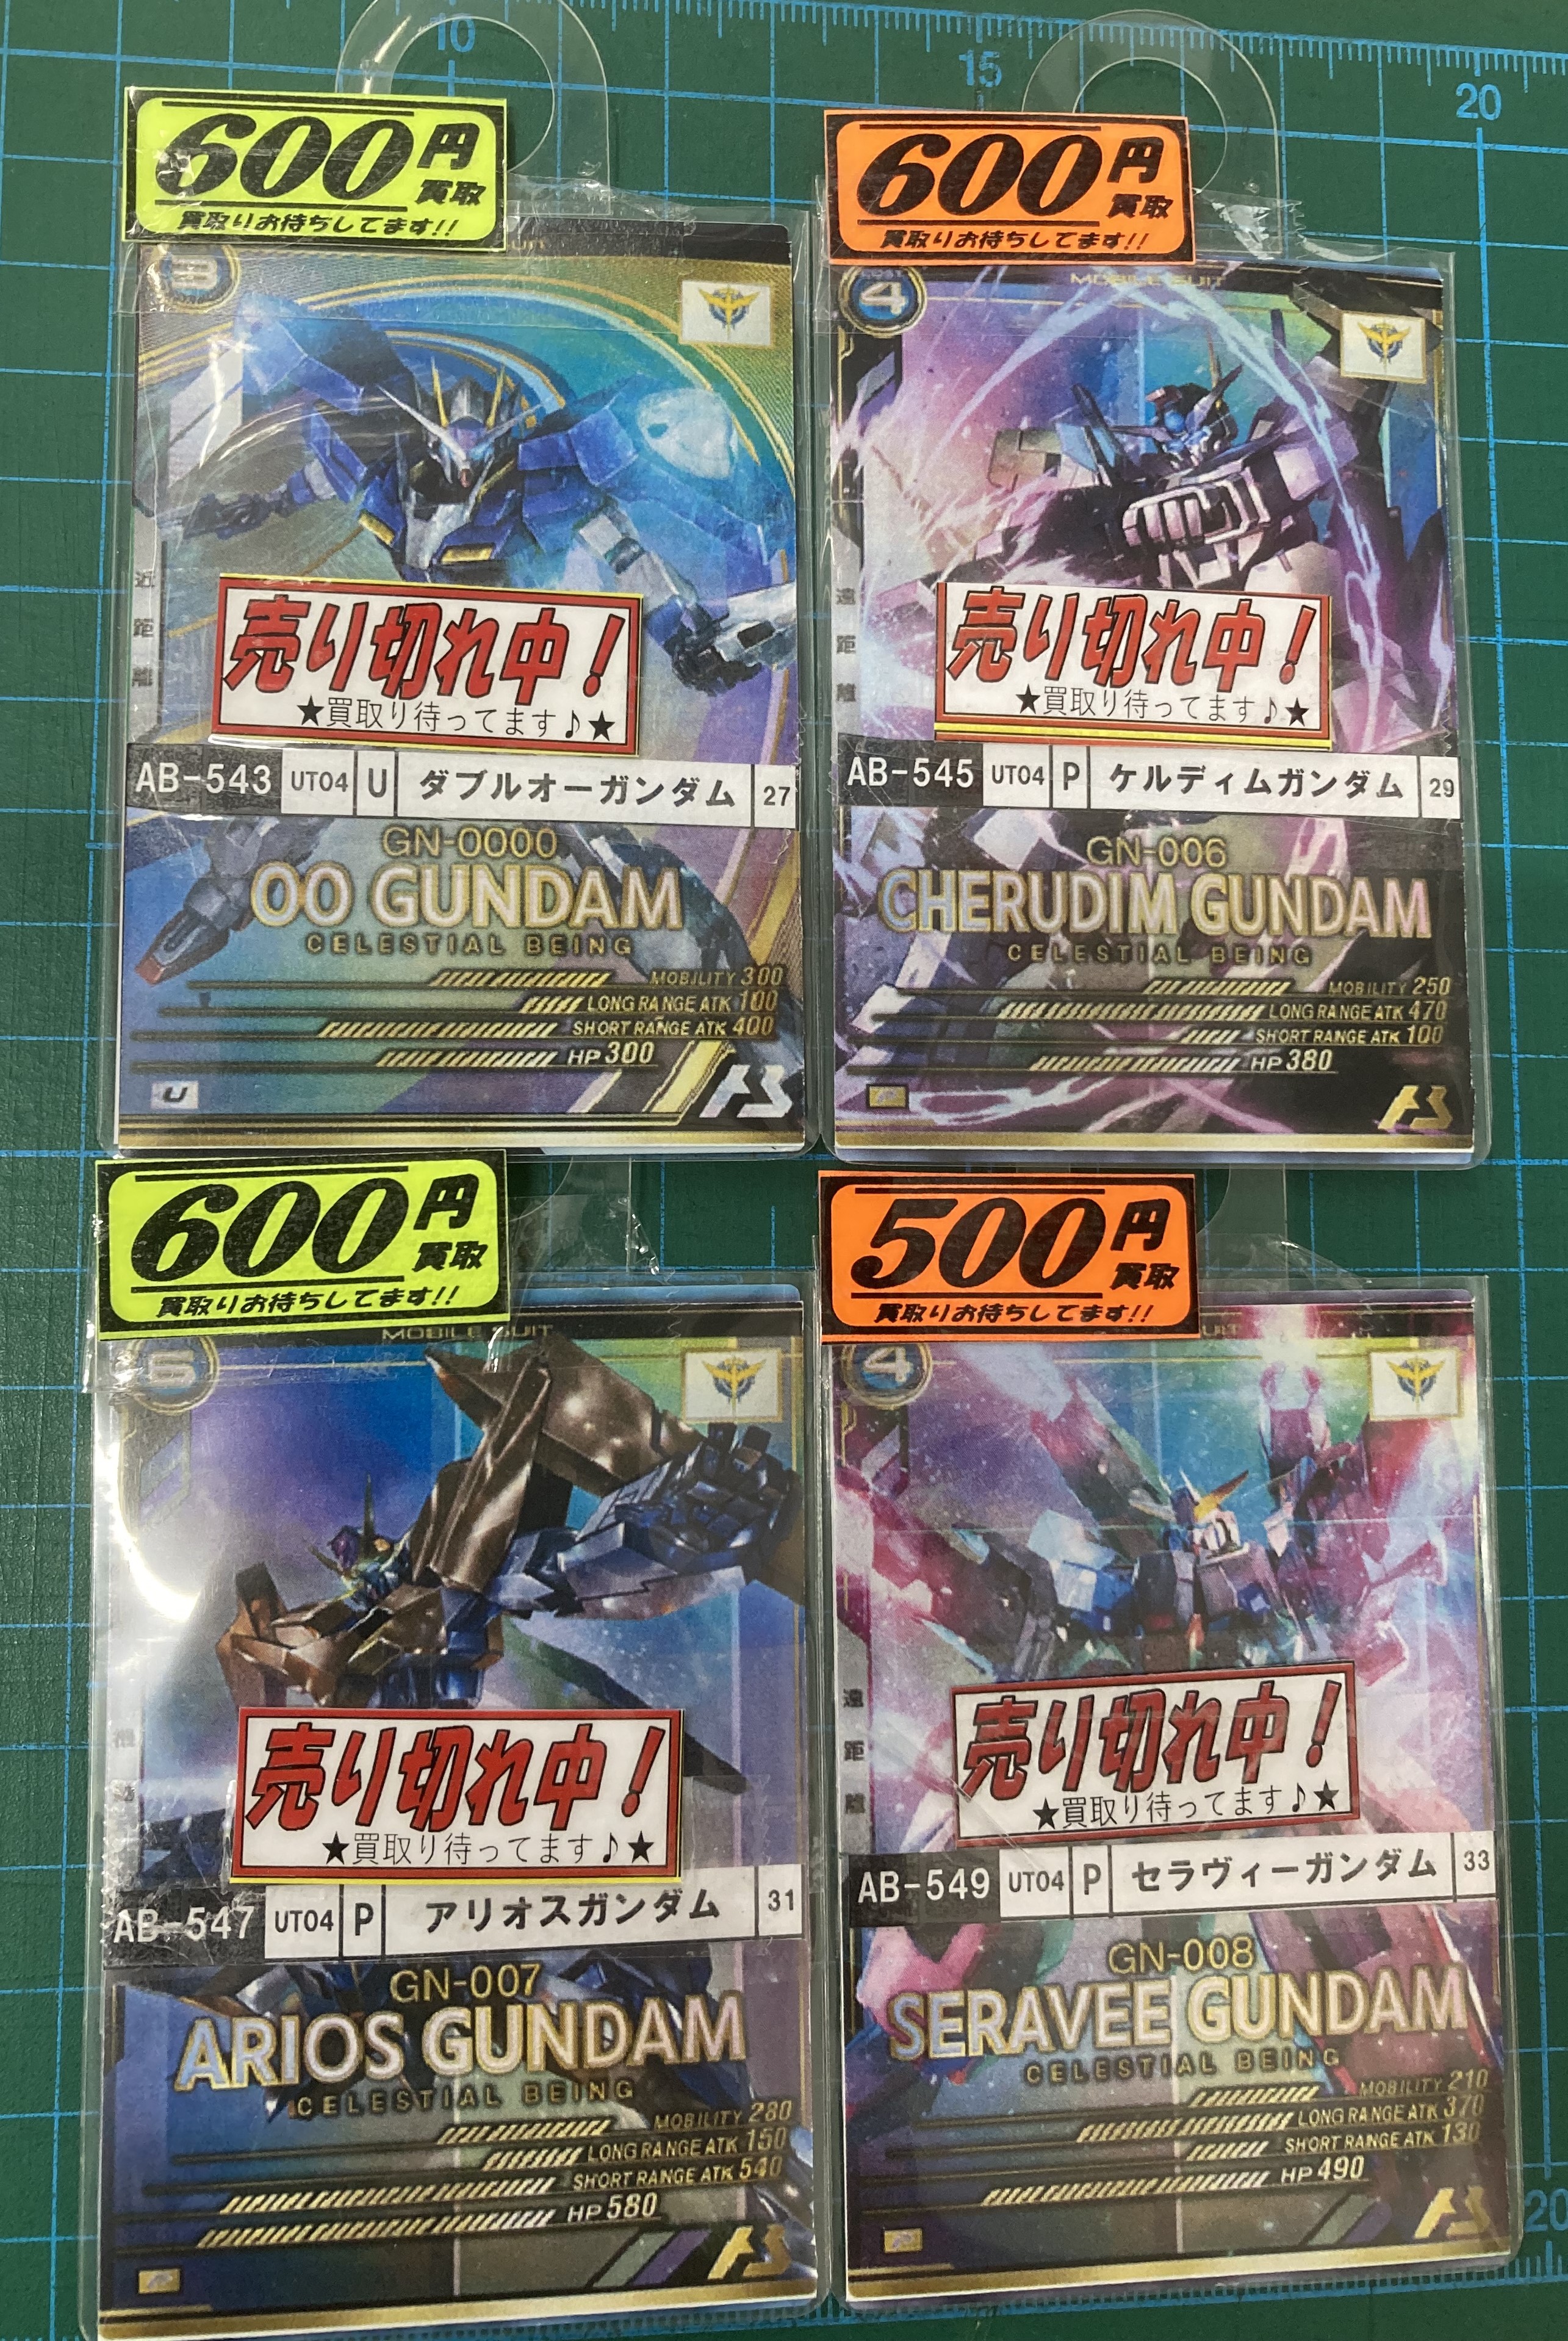 10
15
20
600円
買取
買取りお待ちしてます!!
3
近距離
売り切れ中!
★買取り待ってます♪★
AB-543 UT04 U ダブルオーガンダム 27
GN-0000
OO GUNDAM
CELESTIAL BEING
MOBILITY 300
LONG RANGE ATK 100
SHORT RANGE ATK 400
HP 300
U
600円
買取
買取りお待ちしてます!!
MOBILE SUIT
COST
4
遠距離
売り切れ中!
★買取り待ってます♪★
AB-545 UT04 P ケルディムガンダム 29
GN-006
CHERUDIM GUNDAM
CELESTIAL BEING
MOBILITY 250
LONG RANGE ATK 470
SHORT RANGE ATK 100
HP 380
P
600円
買取
買取りお待ちしてます!!
MOBILE SUIT
売り切れ中!
★買取り待ってます♪★
AB-547 UT04 P アリオスガンダム 31
GN-007
ARIOS GUNDAM
CELESTIAL BEING
MOBILITY 280
LONG RANGE ATK 150
SHORT RANGE ATK 540
HP 580
P
500円
買取
買取りお待ちしてます!!
4
遠距離
売り切れ中!
★買取り待ってます♪★
AB-549 UT04 P セラヴィーガンダム 33
GN-008
SERAVEE GUNDAM
CELESTIAL BEING
MOBILITY 210
LONG RANGE ATK 370
SHORT RANGE ATK 130
HP 490
P
20